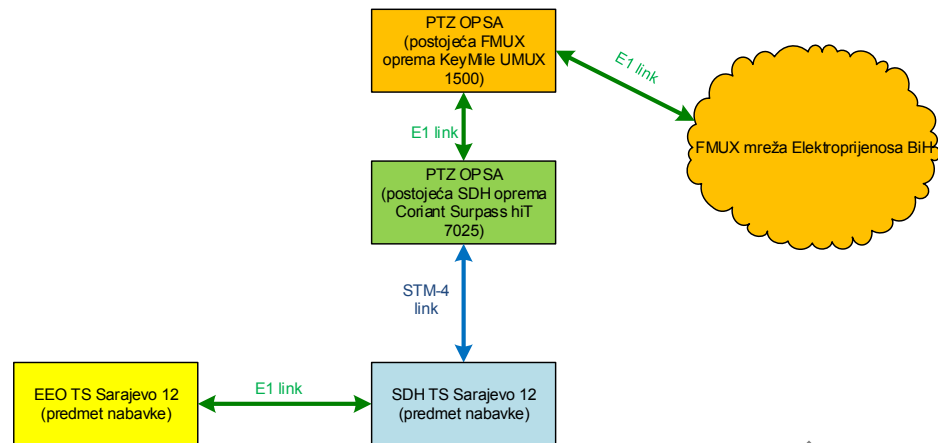 PTZ OPSA
(postojeća FMUX
oprema KeyMile UMUX
1500)
E1 link
E1 link
FMUX mreža Elektroprijenosa BiH
PTZ OPSA
(postojeća SDH oprema
Coriant Surpass hiT
7025)
STM-4
link
EEO TS Sarajevo 12
(predmet nabavke)
E1 link
SDH TS Sarajevo 12
(predmet nabavke)